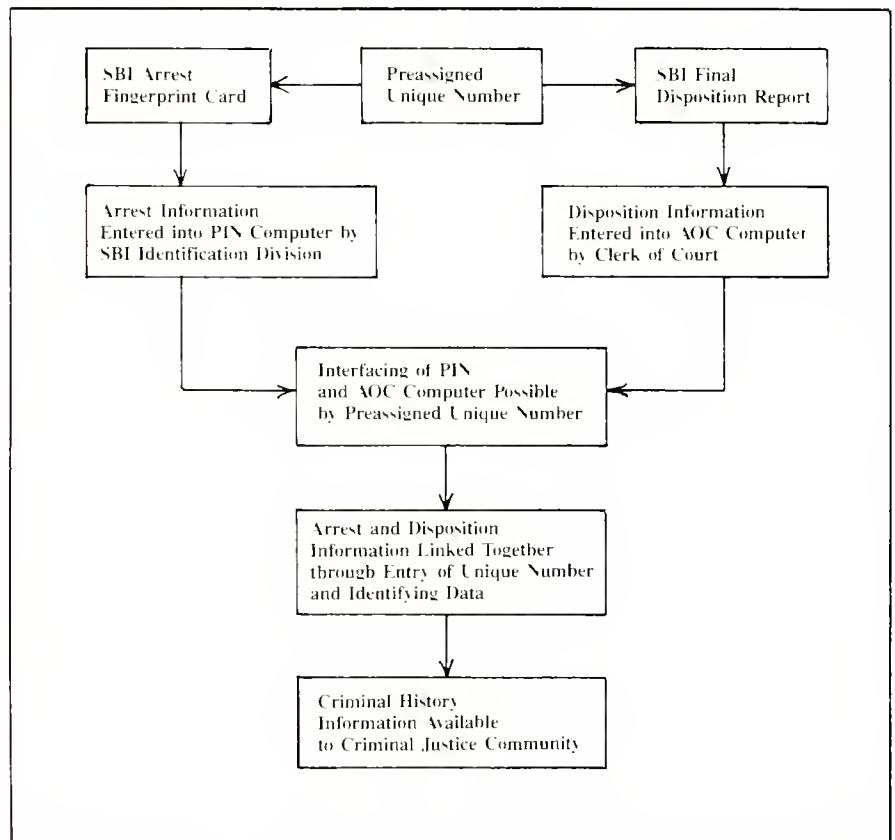 SBI Arrest
Fingerprint Card
Preassigned
Unique Number
SBI Final
Disposition Report
Arrest Information
Entered into PIN Computer by
SBI Identification Division
Disposition Information
Entered into AOC Computer
by Clerk of Court
Interfacing of PIN
and AOC Computer Possible
by Preassigned Unique Number
Arrest and Disposition
Information Linked Together
through Entry of Unique Number
and Identifying Data
Criminal History
Information Available
to Criminal Justice Community